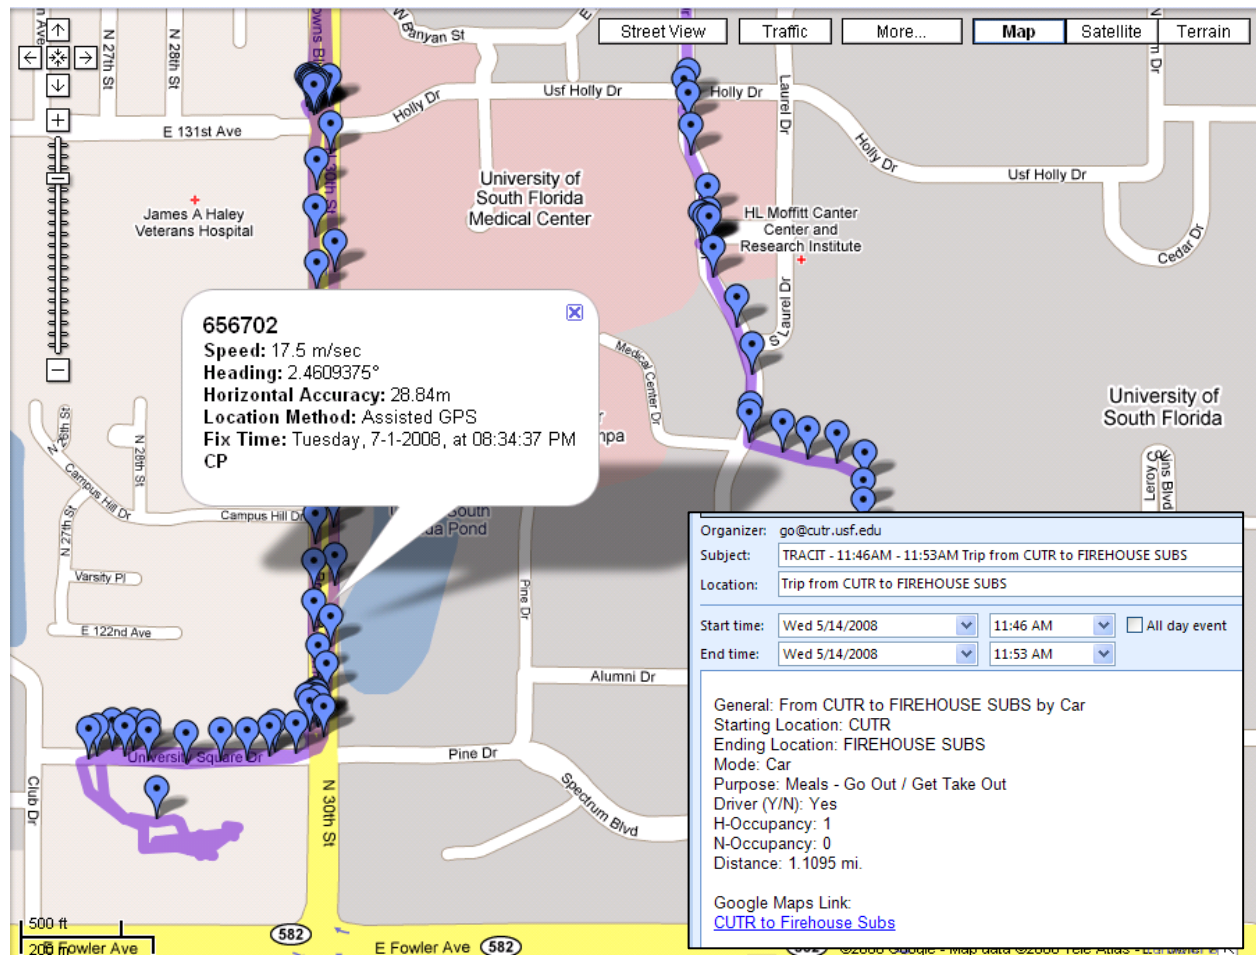 W Banyan St
Street View
Traffic
More...
Map
Satellite
Terrain
N 27th St
N 28th St
Holly Dr
Usf Holly Dr
Holly Dr
Laurel Dr
E 131st Ave
N 30th St
Holly Dr
Usf Holly Dr
University of
South Florida
Medical Center
James A Haley
Veterans Hospital
HL Moffitt Canter
Center and
Research Institute
Cedar Dr
S Laurel Dr
656702
Speed: 17.5 m/sec
Heading: 2.4609375°
Horizontal Accuracy: 28.84m
Location Method: Assisted GPS
Fix Time: Tuesday, 7-1-2008, at 08:34:37 PM
CP
Medical Center Dr
University of
South Florida
N 26th St
N 28th St
Campus Hill Dr
Campus Hill Dr
N 27th St
Leroy
Pond
Varsity Pl
E 122nd Ave
Pine Dr
Alumni Dr
University Square Dr
Pine Dr
Club Dr
N 30th St
Spectrum Blvd
Organizer: go@cutr.usf.edu
Subject: TRACIT - 11:46AM - 11:53AM Trip from CUTR to FIREHOUSE SUBS
Location: Trip from CUTR to FIREHOUSE SUBS
Start time: Wed 5/14/2008 11:46 AM All day event
End time: Wed 5/14/2008 11:53 AM
General: From CUTR to FIREHOUSE SUBS by Car
Starting Location: CUTR
Ending Location: FIREHOUSE SUBS
Mode: Car
Purpose: Meals - Go Out / Get Take Out
Driver (Y/N): Yes
H-Occupancy: 1
N-Occupancy: 0
Distance: 1.1095 mi.
Google Maps Link:
CUTR to Firehouse Subs
500 ft
200 m
E Fowler Ave
582
E Fowler Ave
582